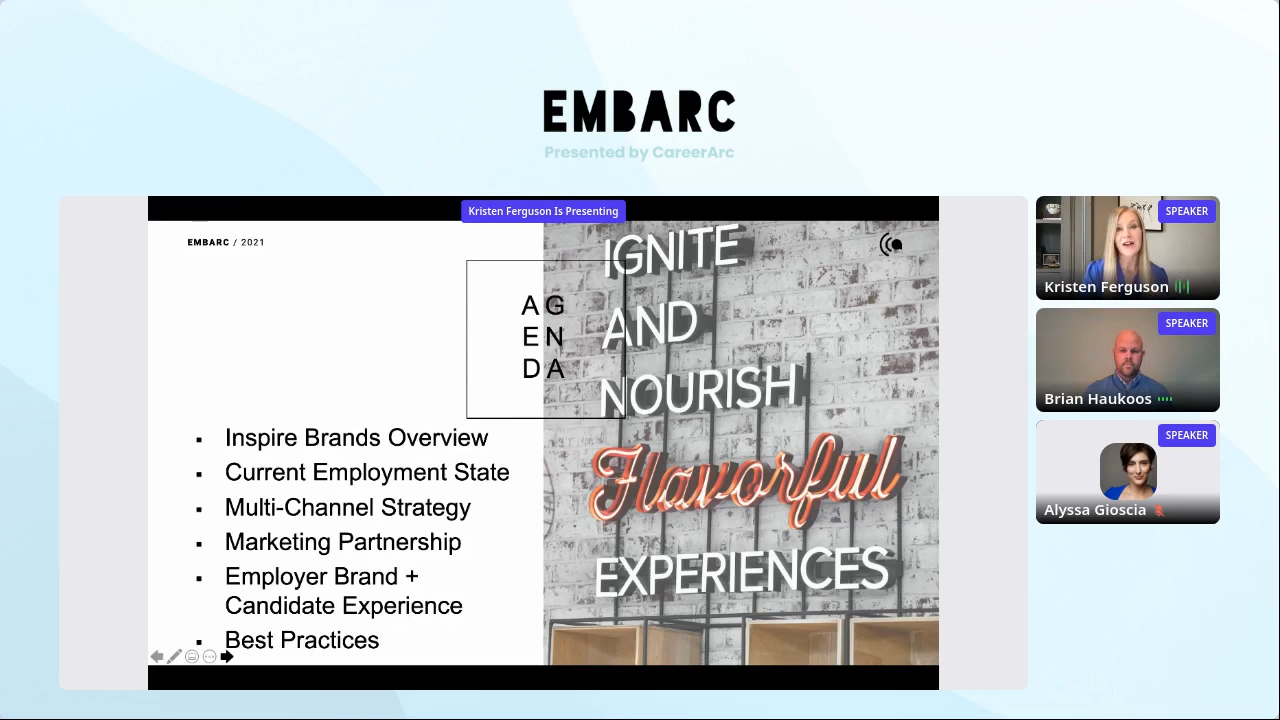 EMBARC
Presented by CareerArc
Kristen Ferguson Is Presenting
EMBARC / 2021
AG
EN
DA
▪ Inspire Brands Overview
▪ Current Employment State
▪ Multi-Channel Strategy
▪ Marketing Partnership
▪ Employer Brand +
Candidate Experience
▪ Best Practices
IGNITE
AND
NOURISH
Flavorful
EXPERIENCES
SPEAKER
Kristen Ferguson
SPEAKER
Brian Haukoos
SPEAKER
Alyssa Gioscia